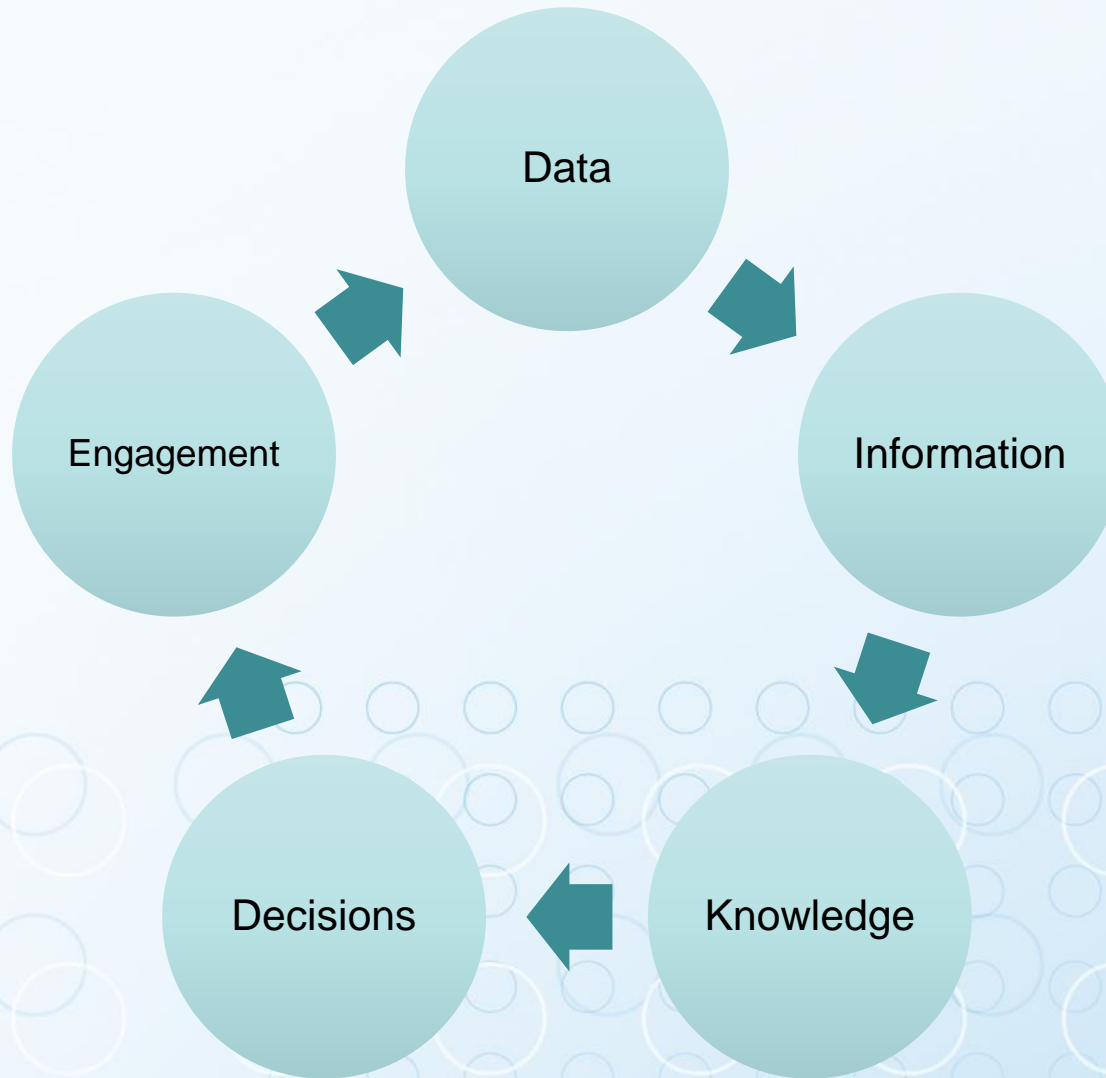 Data
Information
Knowledge
Decisions
Engagement